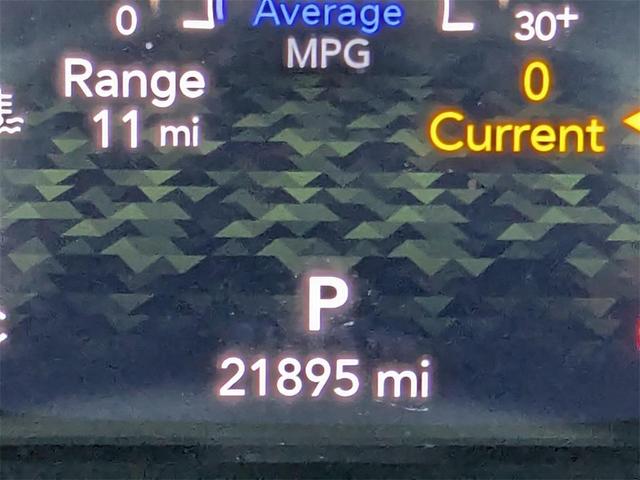 0 Average 30+
MPG
Range 0
11 mi Current
P
21895 mi